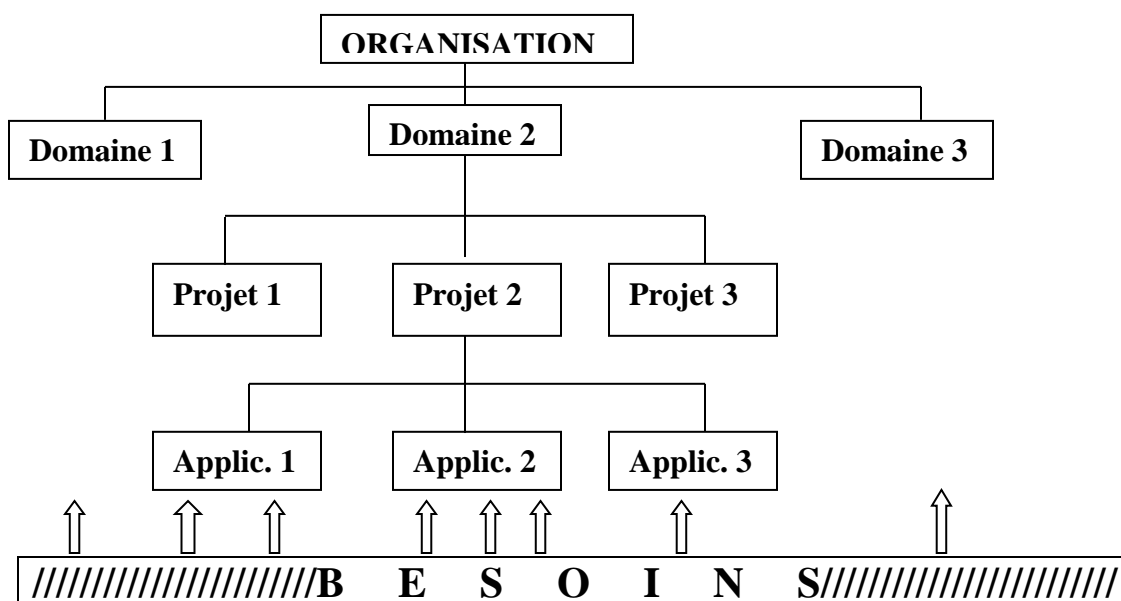 ORGANISATION
Domaine 1 Domaine 2 Domaine 3
Projet 1 Projet 2 Projet 3
Applic. 1 Applic. 2 Applic. 3
///////////////////////B E S O I N S////////////////////////